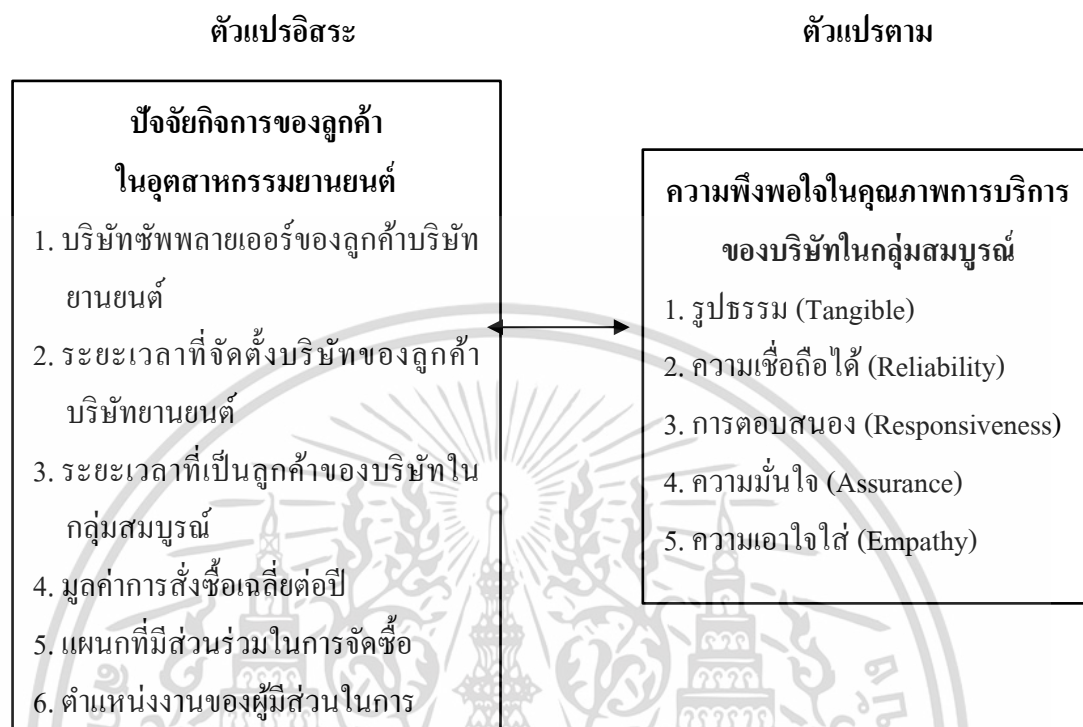 ตัวแปรอิสระ
ตัวแปรตาม
ปัจจัยกิจการของลูกค้า
ในอุตสาหกรรมยานยนต์
1. บริษัทซัพพลายเออร์ของลูกค้าบริษัท
ยานยนต์
2. ระยะเวลาที่จัดตั้งบริษัทของลูกค้า
บริษัทยานยนต์
3. ระยะเวลาที่เป็นลูกค้าของบริษัทใน
กลุ่มสมบูรณ์
4. มูลค่าการสั่งซื้อเฉลี่ยต่อปี
5. แผนกที่มีส่วนร่วมในการจัดซื้อ
6. ตำแหน่งงานของผู้มีส่วนในการ
ความพึงพอใจในคุณภาพการบริการ
ของบริษัทในกลุ่มสมบูรณ์
1. รูปธรรม (Tangible)
2. ความเชื่อถือได้ (Reliability)
3. การตอบสนอง (Responsiveness)
4. ความมั่นใจ (Assurance)
5. ความเอาใจใส่ (Empathy)